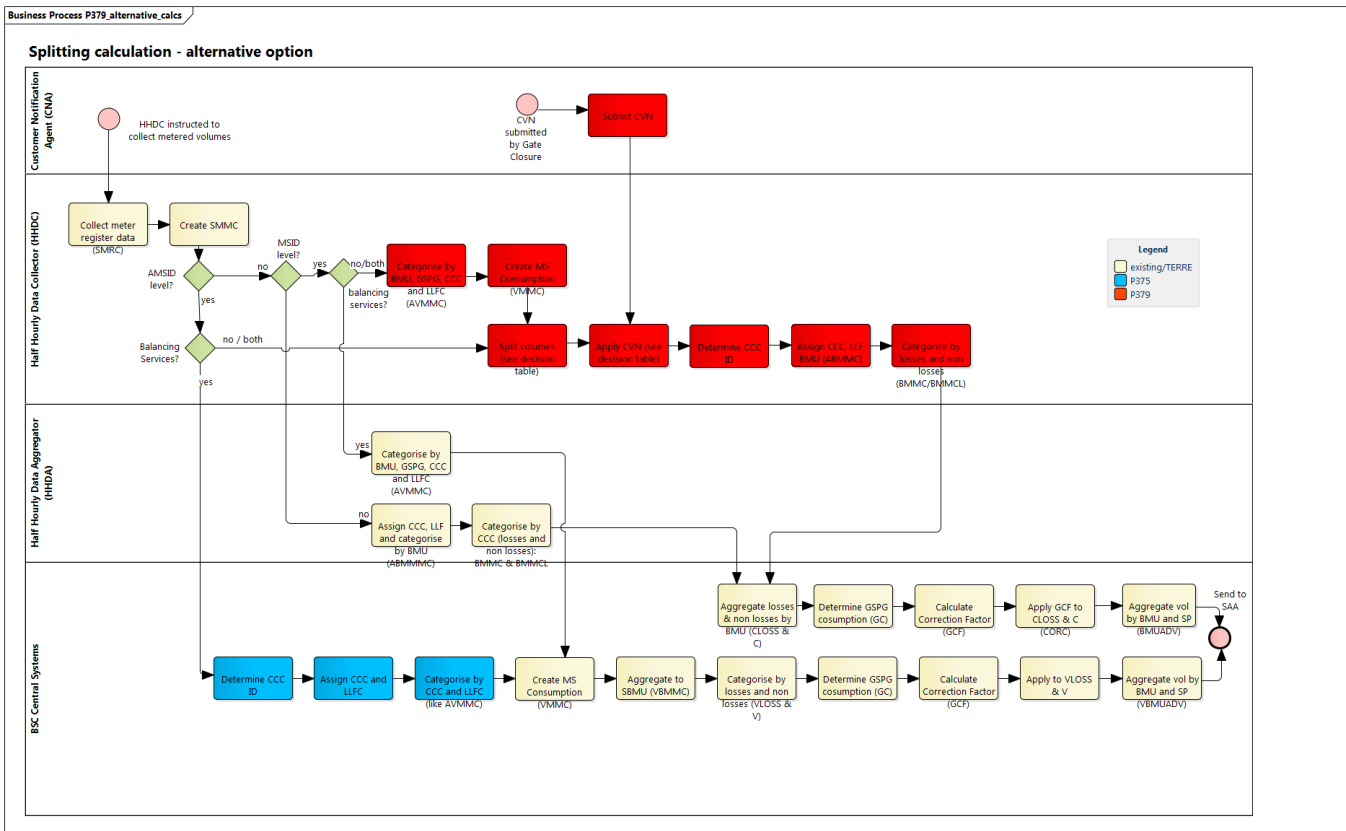 Business Process P379_alternative_calcs
Splitting calculation - alternative option
Customer Notification
Agent (CNA)
HHDC instructed to
collect metered volumes
CVN
submitted
by Gate
Closure
Submit CVN
Half Hourly Data Collector (HHDC)
Collect meter
register data
(SMRC)
Create SMMC
AMSID
level?
no
yes
MSID
level?
yes
no/both
balancing
services?
Categorise by
BMU, GSPG, CCC
and LLFC
(AVMMC)
Create MS
Consumption
(VMMC)
Legend
existing/TERRE
P375
P379
Balancing
Services?
no / both
yes
Split volumes
(see decision
table)
Apply CVN (see
decision table)
Determine CCC
ID
Assign CCC, LLF,
BMU (ABMMC)
Categorise by
losses and non
losses
(BMMC/BMMCL)
Half Hourly Data Aggregator
(HHDA)
yes
Categorise by
BMU, GSPG, CCC
and LLFC
(AVMMC)
no
Assign CCC, LLF
and categorise
by BMU
(ABMMMC)
Categorise by
CCC (losses and
non losses):
BMMC & BMMCL
BSC Central Systems
Aggregate losses
& non losses by
BMU (CLOSS &
C)
Determine GSPG
cosumption (GC)
Calculate
Correction Factor
(GCF)
Apply GCF to
CLOSS & C
(CORC)
Aggregate vol
by BMU and SP
(BMUADV)
Send to
SAA
Determine CCC
ID
Assign CCC and
LLFC
Categorise by
CCC and LLFC
(like AVMMC)
Create MS
Consumption
(VMMC)
Aggregate to
SBMU (VBMMC)
Categorise by
losses and non
losses (VLOSS &
V)
Determine GSPG
cosumption (GC)
Calculate
Correction Factor
(GCF)
Apply to VLOSS
& V
Aggregate vol by
BMU and SP
(VBMUADV)